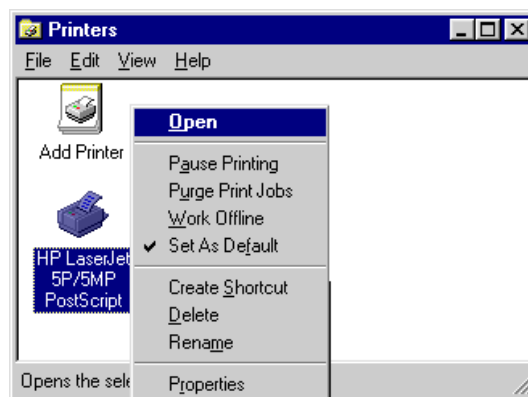 Printers
File Edit View Help
Add Printer
HP LaserJet
5P/5MP
PostScript
Open
Pause Printing
Purge Print Jobs
Work Offline
✓ Set As Default
Create Shortcut
Delete
Rename
Properties
Opens the